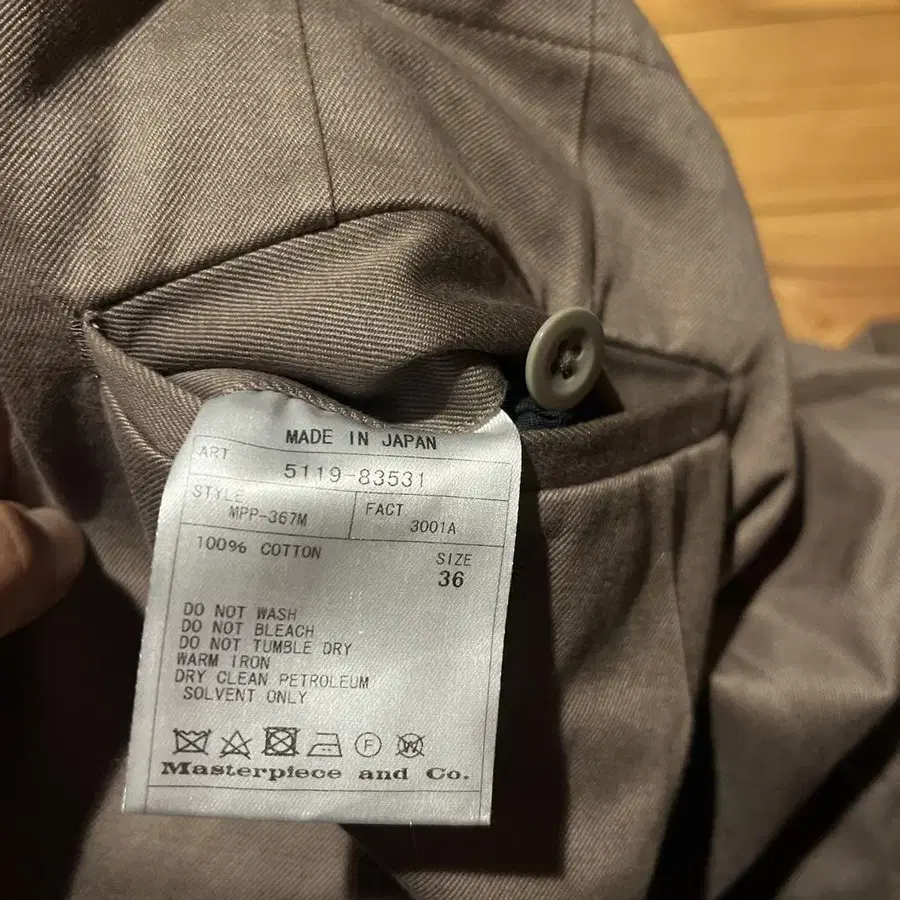 MADE IN JAPAN
ART
5119-83531
STYLE
MPP-367M
FACT
3001A
100% COTTON
SIZE
36
DO NOT WASH
DO NOT BLEACH
DO NOT TUMBLE DRY
WARM IRON
DRY CLEAN PETROLEUM
SOLVENT ONLY
F W
Masterpiece and Co.